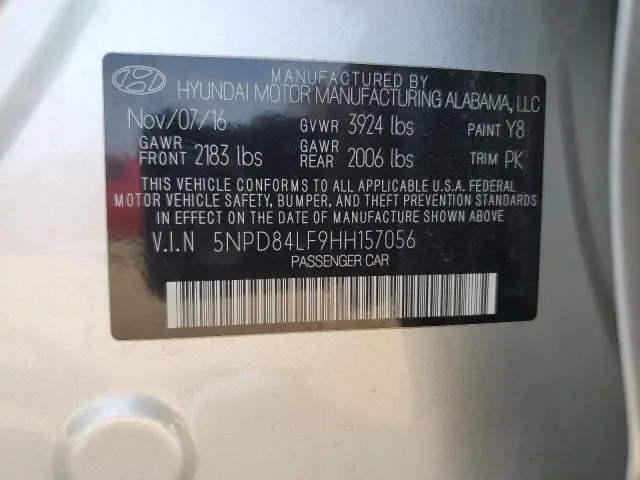 MANUFACTURED BY
HYUNDAI MOTOR MANUFACTURING ALABAMA, LLC
Nov/07/16 GVWR 3924 lbs PAINT Y8
GAWR FRONT 2183 lbs GAWR REAR 2006 lbs TRIM PK
THIS VEHICLE CONFORMS TO ALL APPLICABLE U.S.A. FEDERAL
MOTOR VEHICLE SAFETY, BUMPER, AND THEFT PREVENTION STANDARDS
IN EFFECT ON THE DATE OF MANUFACTURE SHOWN ABOVE.
V.I.N 5NPD84LF9HH157056
PASSENGER CAR